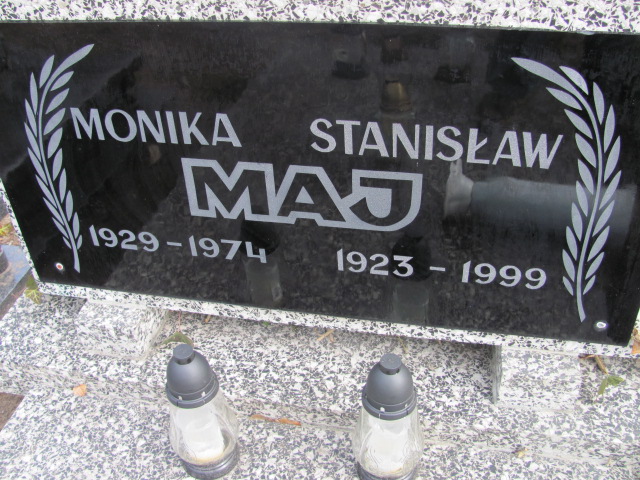 MONIKA STANISŁAW
MAJ
1929 - 1974 1923 - 1999